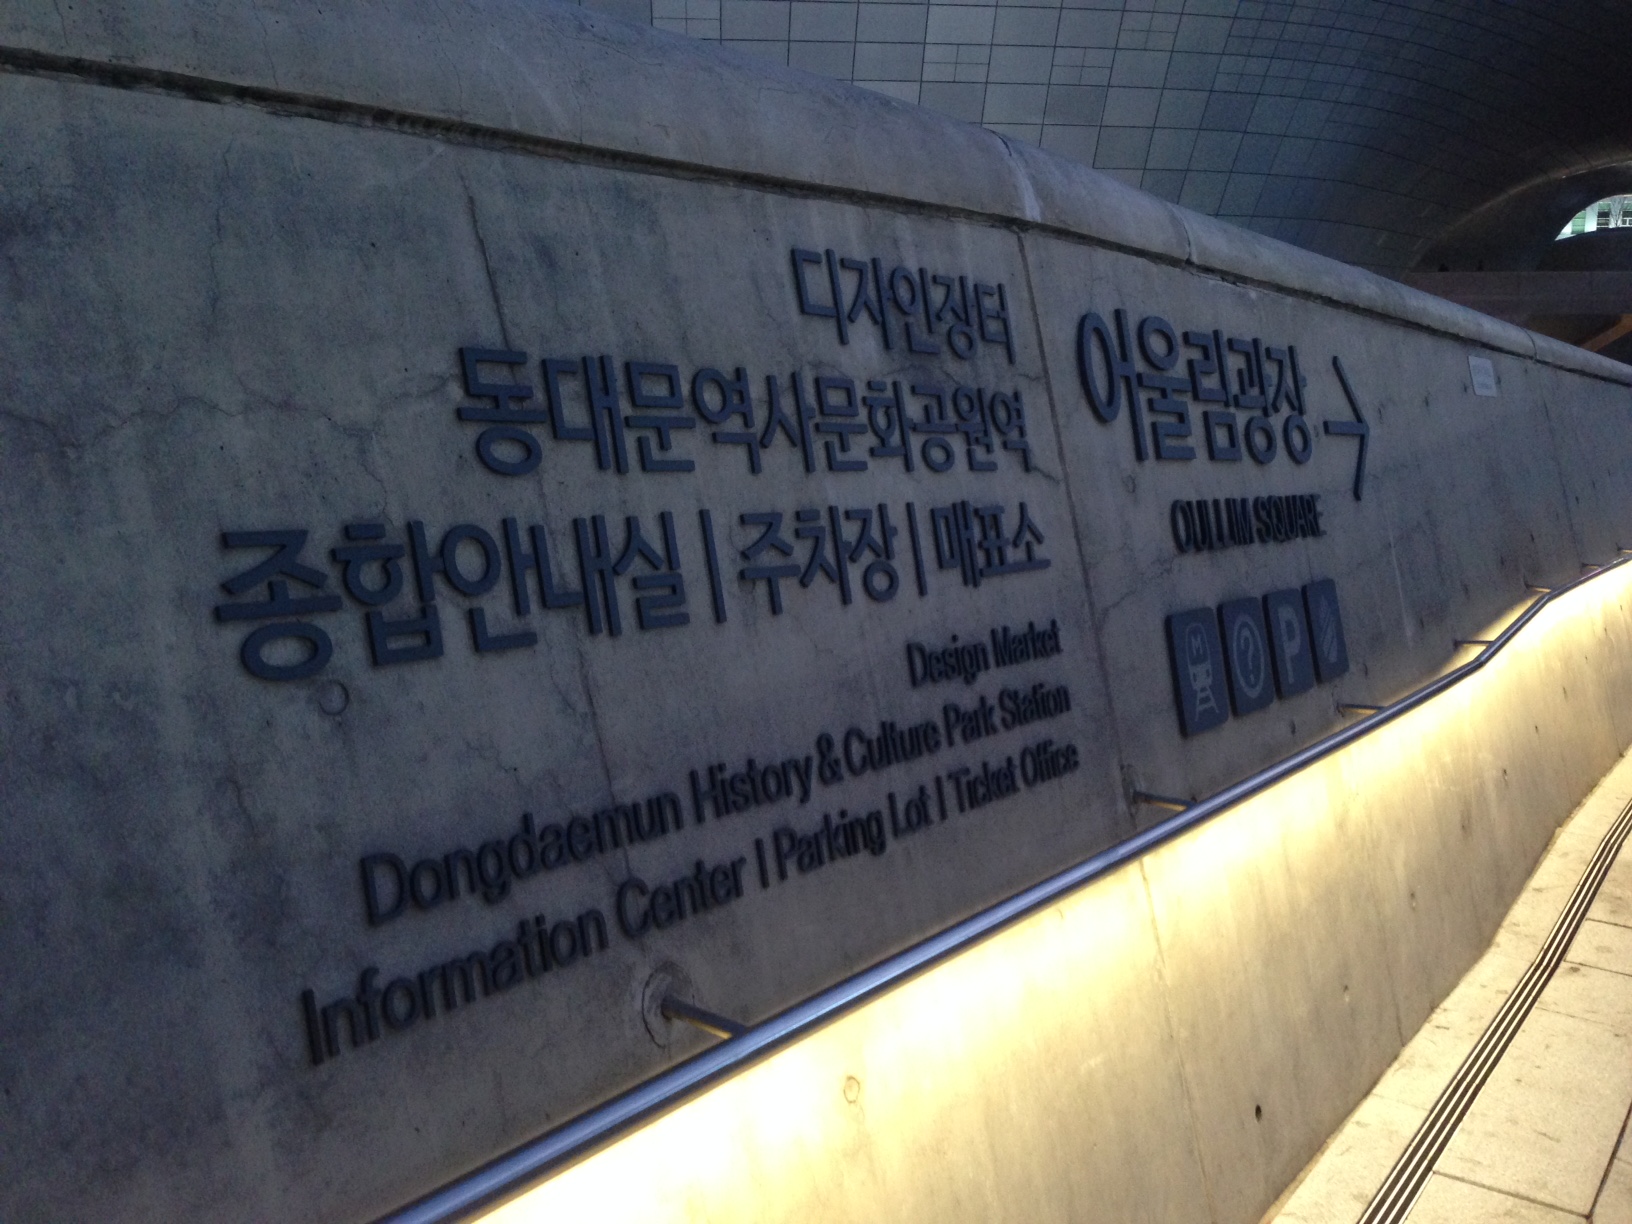 디자인장터
동대문역사문화공원역
종합안내실 | 주차장 | 매표소
Design Market
Dongdaemun History & Culture Park Station
Information Center | Parking Lot | Ticket Office
어울림광장 →
OULLIM SQUARE
M ? P